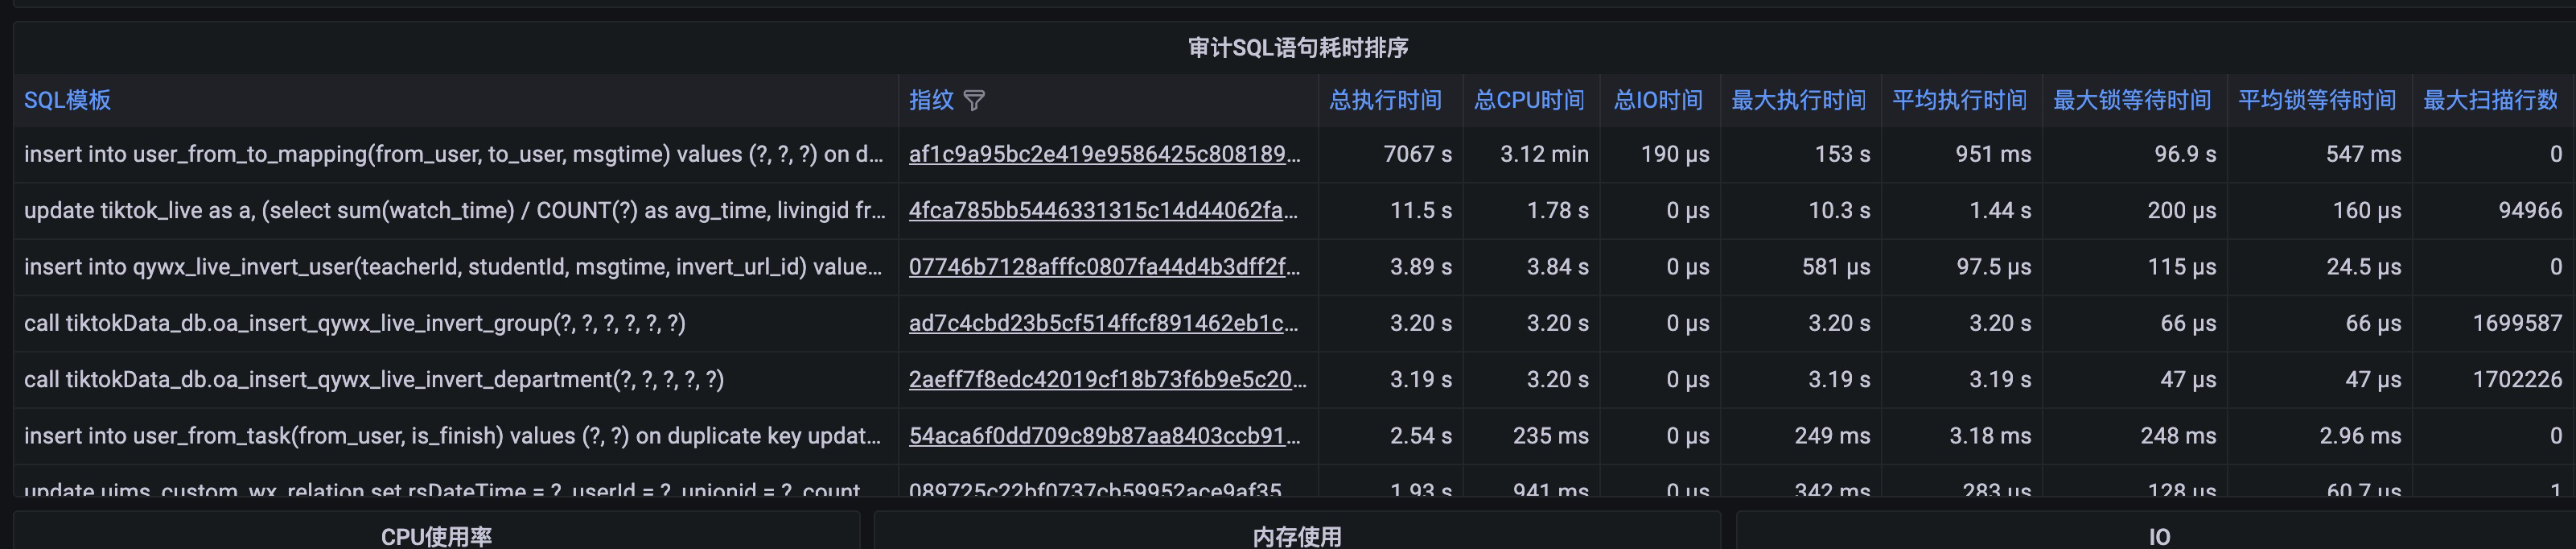 审计SQL语句耗时排序
SQL模板 指纹 总执行时间 总CPU时间 总IO时间 最大执行时间 平均执行时间 最大锁等待时间 平均锁等待时间 最大扫描行数
insert into user_from_to_mapping(from_user, to_user, msgtime) values (?, ?, ?) on d... af1c9a95bc2e419e9586425c808189... 7067 s 3.12 min 190 µs 153 s 951 ms 96.9 s 547 ms 0
update tiktok_live as a, (select sum(watch_time) / COUNT(?) as avg_time, livingid fr... 4fca785bb5446331315c14d44062fa... 11.5 s 1.78 s 0 µs 10.3 s 1.44 s 200 µs 160 µs 94966
insert into qywx_live_invert_user(teacherId, studentId, msgtime, invert_url_id) value... 07746b7128afffc0807fa44d4b3dff2f... 3.89 s 3.84 s 0 µs 581 µs 97.5 µs 115 µs 24.5 µs 0
call tiktokData_db.oa_insert_qywx_live_invert_group(?, ?, ?, ?, ?, ?) ad7c4cbd23b5cf514ffcf891462eb1c... 3.20 s 3.20 s 0 µs 3.20 s 3.20 s 66 µs 66 µs 1699587
call tiktokData_db.oa_insert_qywx_live_invert_department(?, ?, ?, ?, ?) 2aeff7f8edc42019cf18b73f6b9e5c20... 3.19 s 3.20 s 0 µs 3.19 s 3.19 s 47 µs 47 µs 1702226
insert into user_from_task(from_user, is_finish) values (?, ?) on duplicate key updat... 54aca6f0dd709c89b87aa8403ccb91... 2.54 s 235 ms 0 µs 249 ms 3.18 ms 248 ms 2.96 ms 0
update uims_custom_wx_relation set rsDateTime = ?, userId = ?, unionid = ?, count 089725c22bf0737cb59952ace9af35 1.93 s 941 ms 0 µs 342 ms 283 µs 128 µs 60.7 µs 1
CPU使用率 内存使用 IO